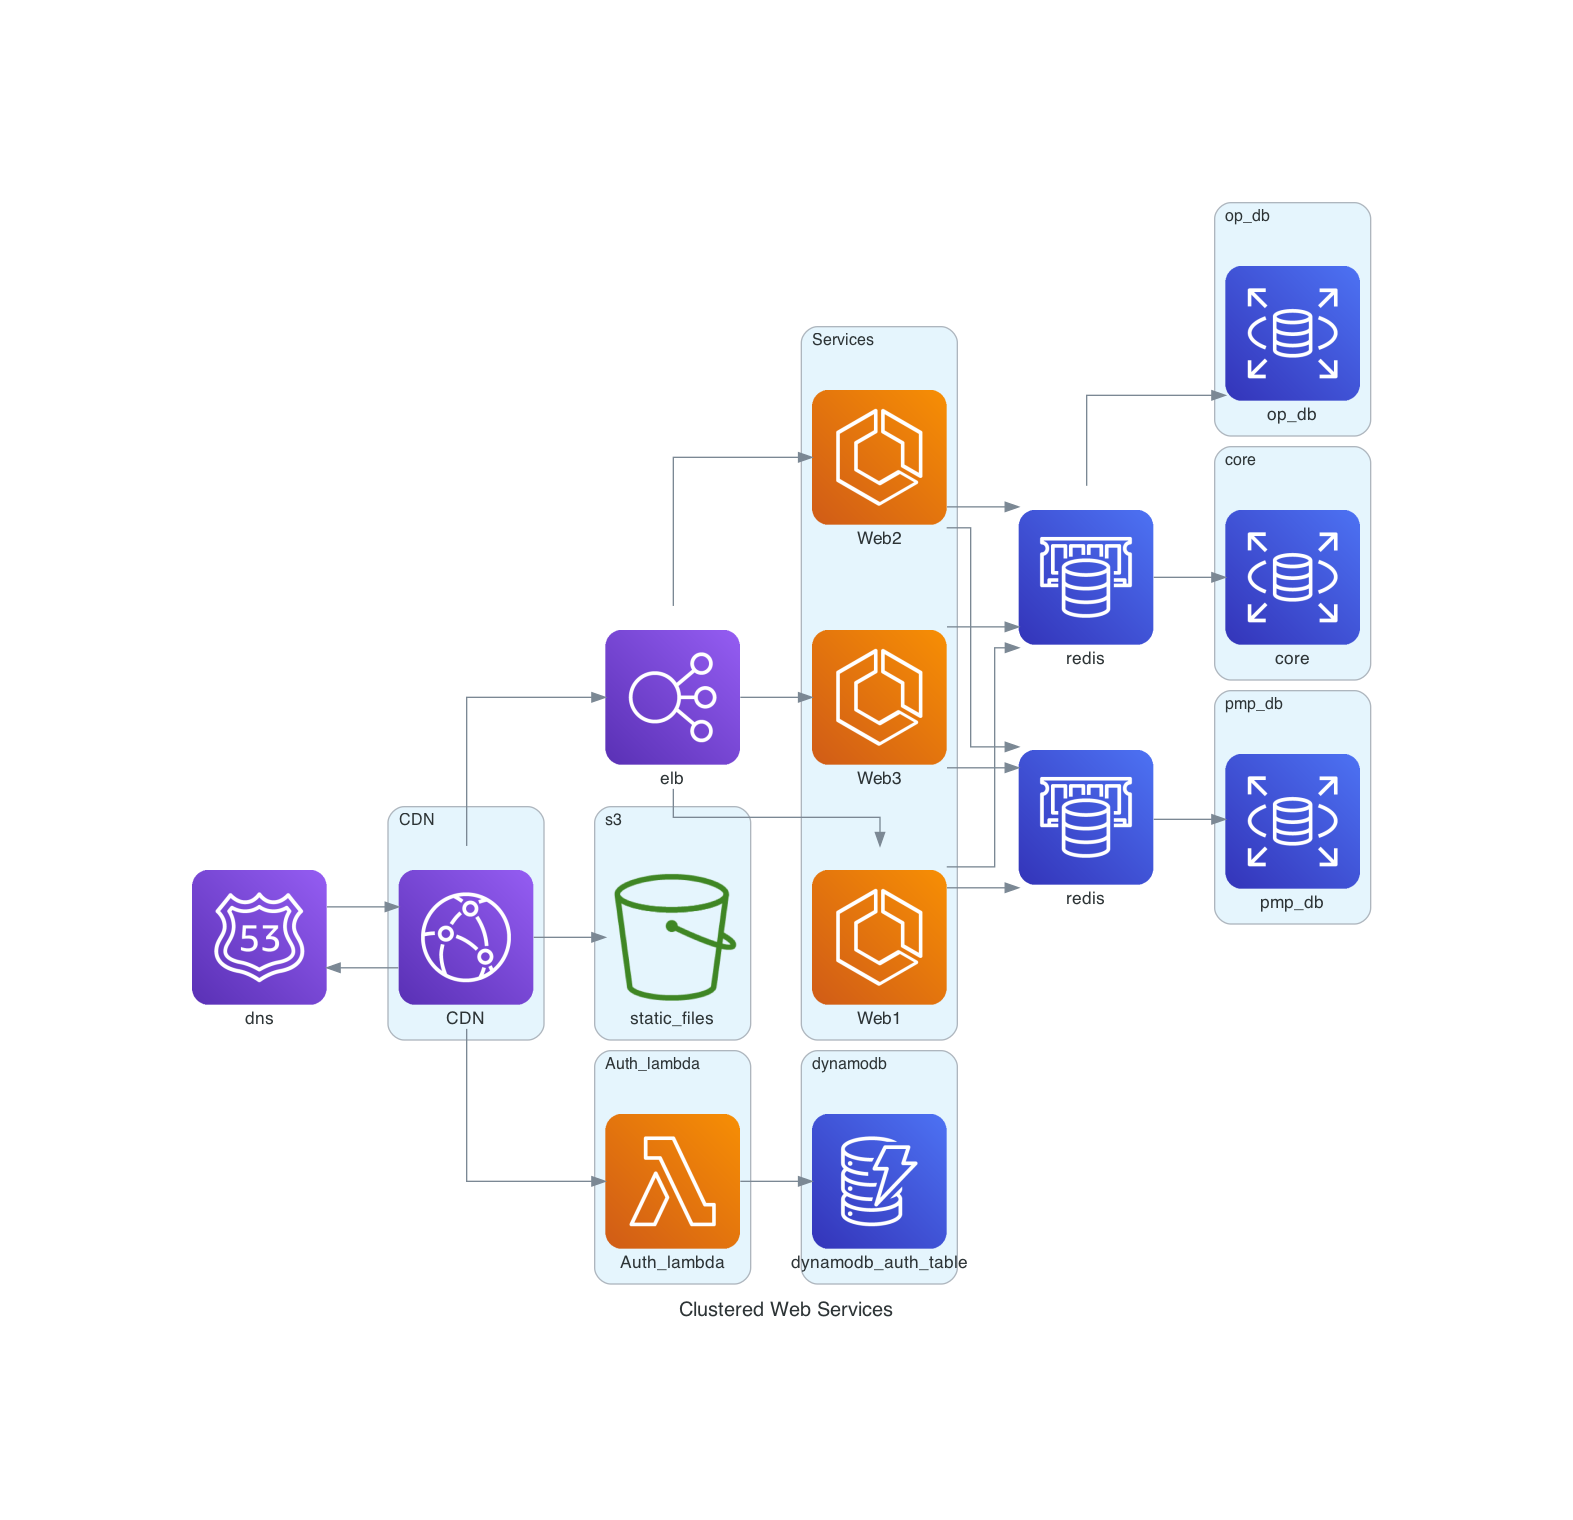 op_db
op_db
Services
Web2
core
core
redis
elb
Web3
pmp_db
pmp_db
redis
CDN
s3
53
dns
CDN
static_files
Web1
Auth_lambda
dynamodb
Auth_lambda
dynamodb_auth_table
Clustered Web Services